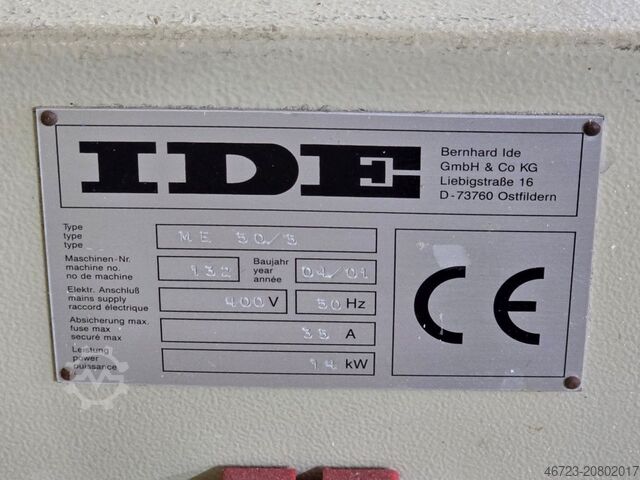 IDE
Bernhard Ide
GmbH & Co KG
Liebigstraße 16
D-73760 Ostfildern
Type
type
type
ME 50/5
Maschinen-Nr.
machine no.
no de machine
132
Baujahr
year
année
04/01
Elektr. Anschluß
mains supply
raccord électrique
400 V
50 Hz
Absicherung max.
fuse max
securé max
35 A
Leistung
power
puissance
14 kW
CE
46723-20802017